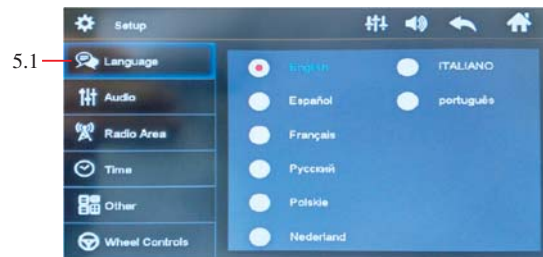 Setup
5.1
Language
Audio
Radio Area
Time
Other
Wheel Controls
English
Español
Français
Русский
Polskie
Nederland
ITALIANO
português